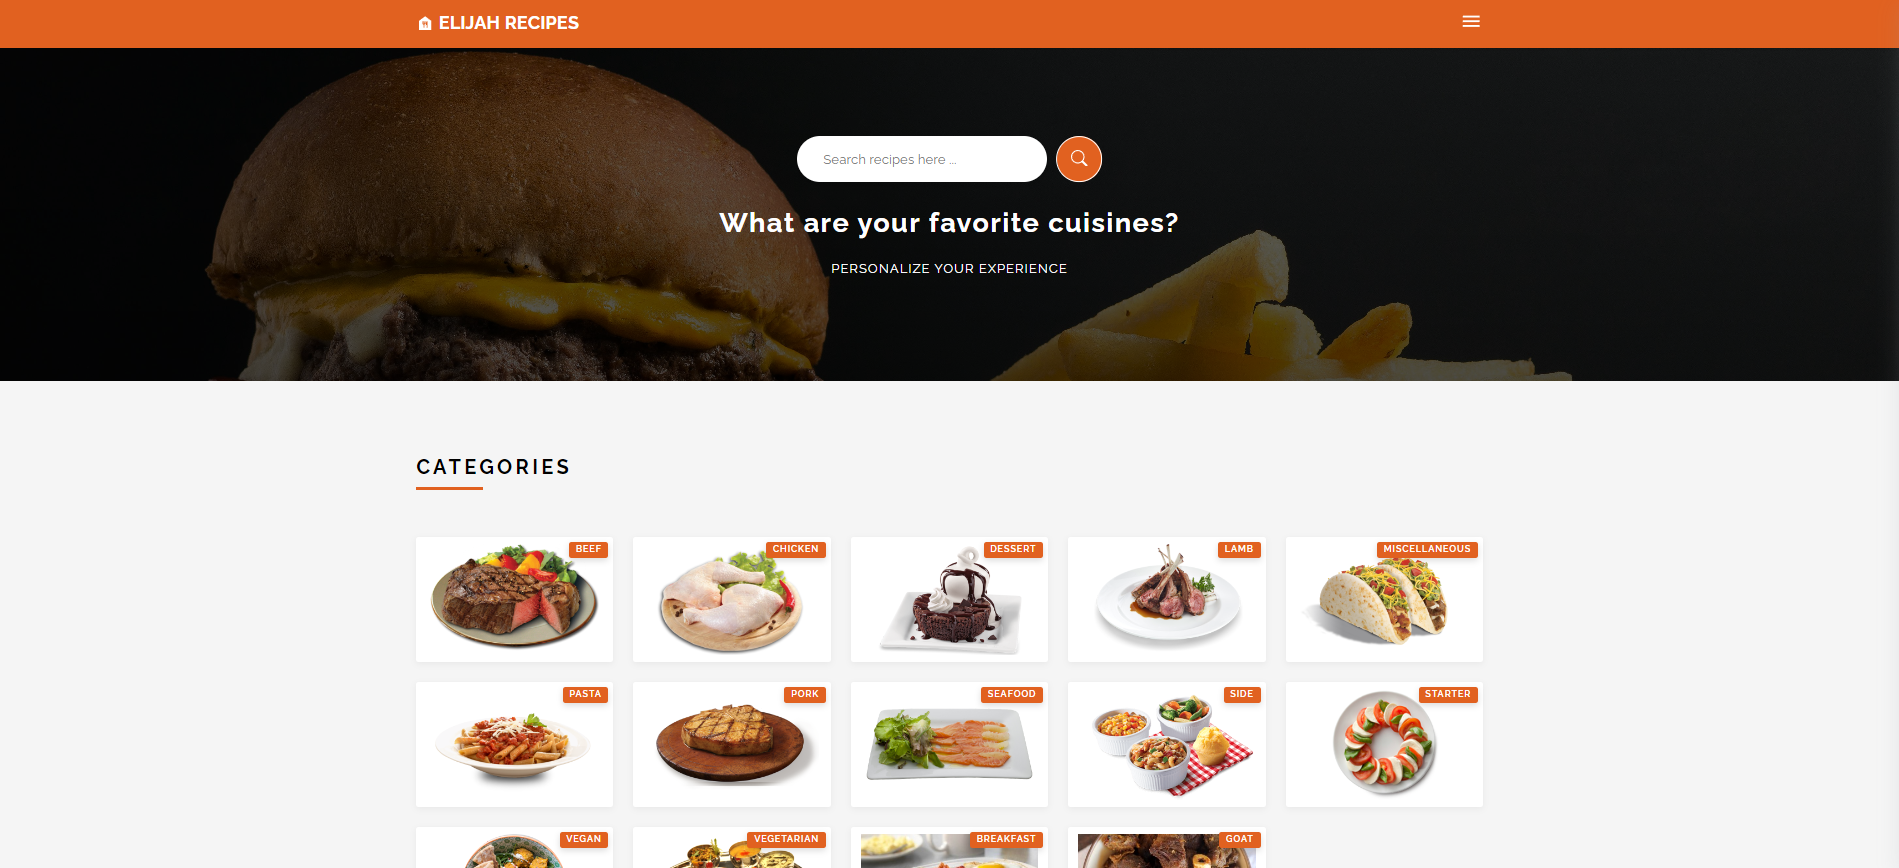 ELIJAH RECIPES
Search recipes here ...
What are your favorite cuisines?
PERSONALIZE YOUR EXPERIENCE
CATEGORIES
BEEF
CHICKEN
DESSERT
LAMB
MISCELLANEOUS
PASTA
PORK
SEAFOOD
SIDE
STARTER
VEGAN
VEGETARIAN
BREAKFAST
GOAT